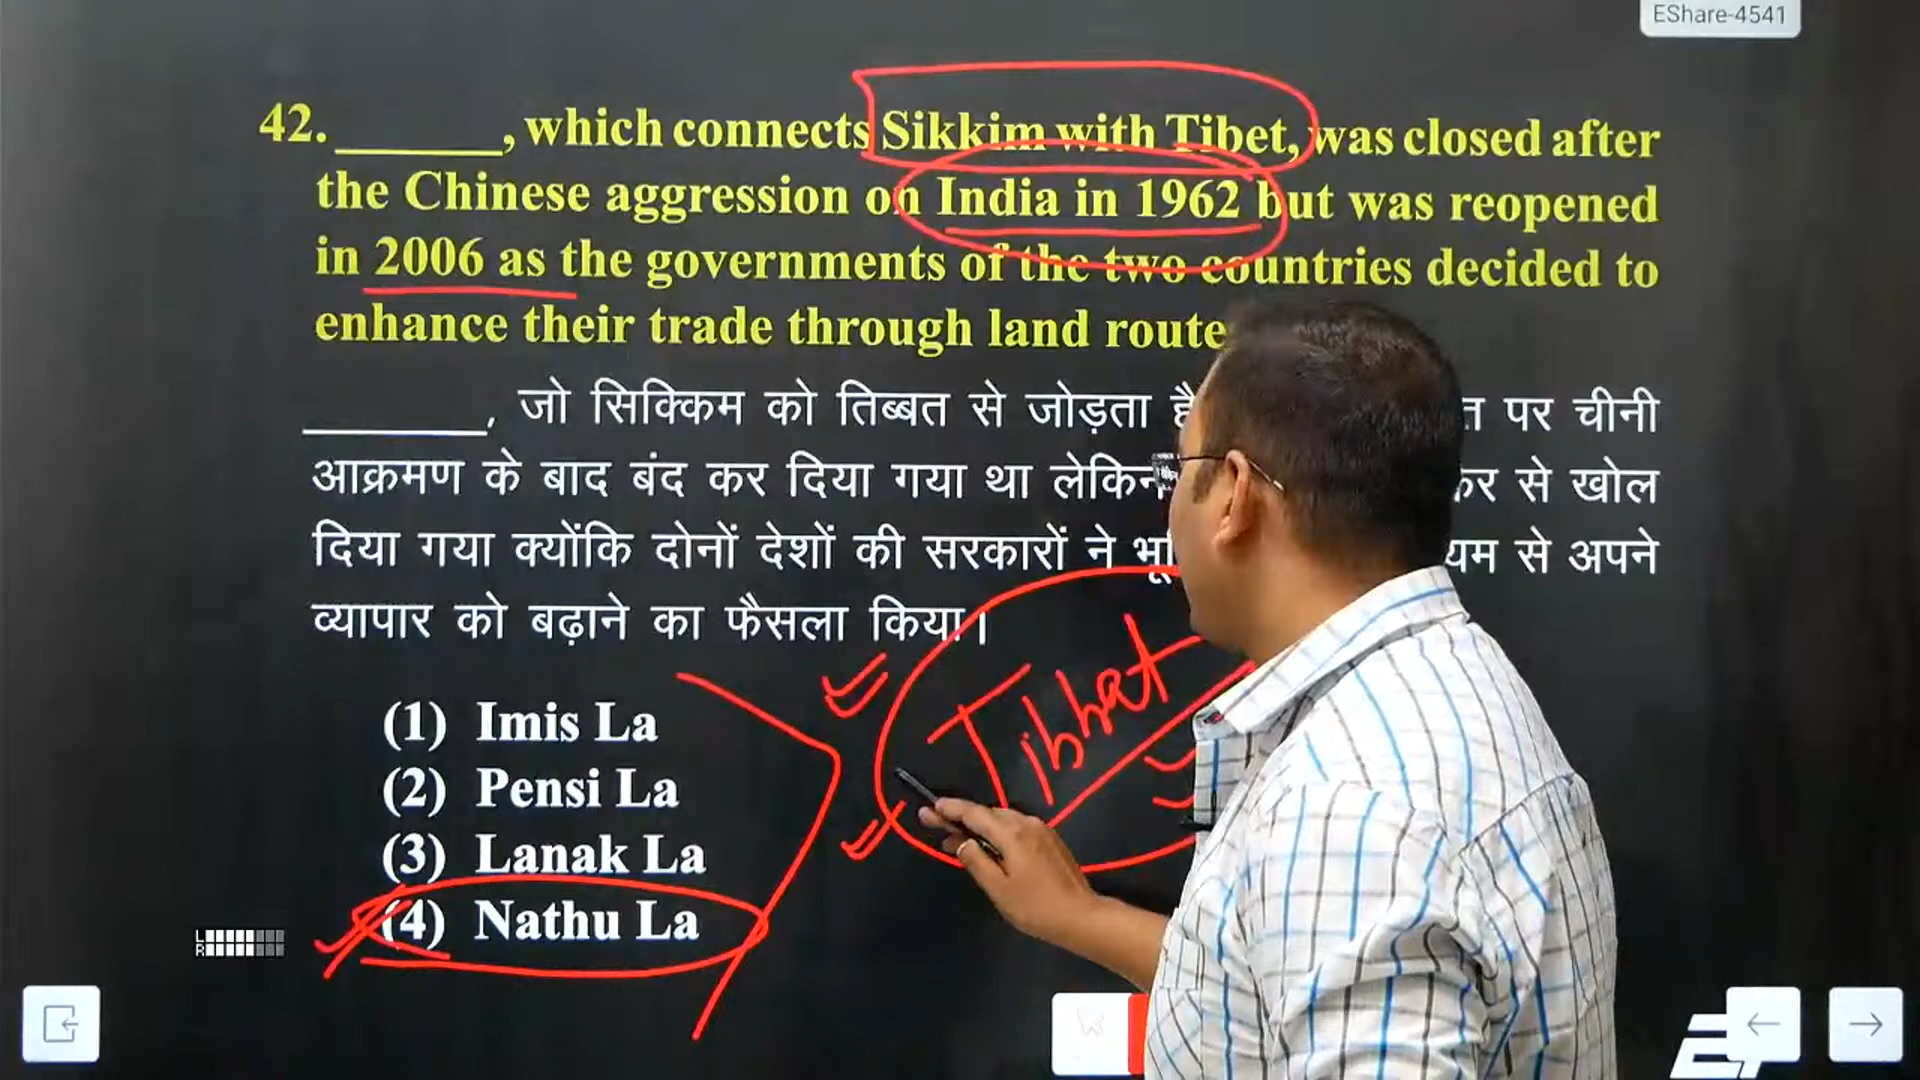 EShare-4541
42. ______, which connects Sikkim with Tibet, was closed after
the Chinese aggression on India in 1962 but was reopened
in 2006 as the governments of the two countries decided to
enhance their trade through land route
______, जो सिक्किम को तिब्बत से जोड़ता है पर चीनी
आक्रमण के बाद बंद कर दिया गया था लेकिन से खोल
दिया गया क्योंकि दोनों देशों की सरकारों ने से अपने
व्यापार को बढ़ाने का फैसला किया।
Tibbat
(1) Imis La
(2) Pensi La
(3) Lanak La
(4) Nathu La
L
R